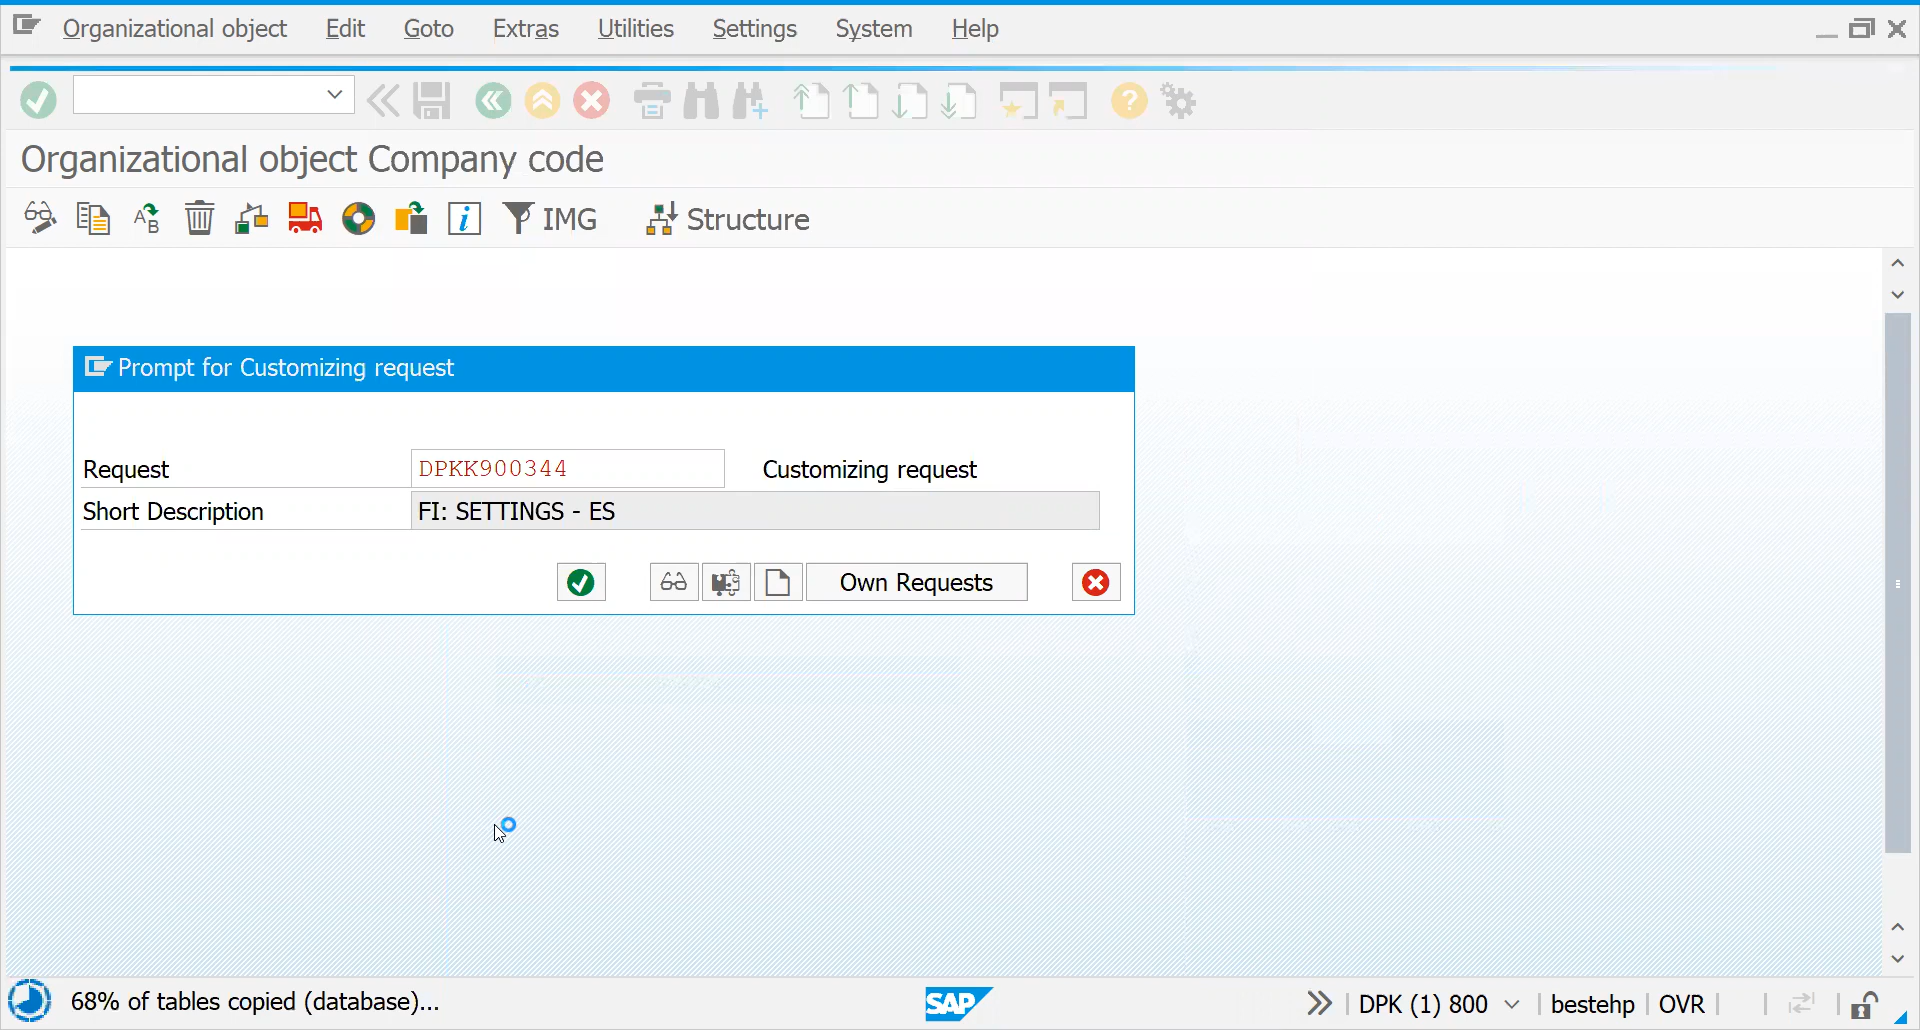 Organizational object Edit Goto Extras Utilities Settings System Help
Organizational object Company code
IMG Structure
Prompt for Customizing request
Request DPKK900344 Customizing request
Short Description FI: SETTINGS - ES
Own Requests
68% of tables copied (database)... SAP DPK (1) 800 bestehp OVR